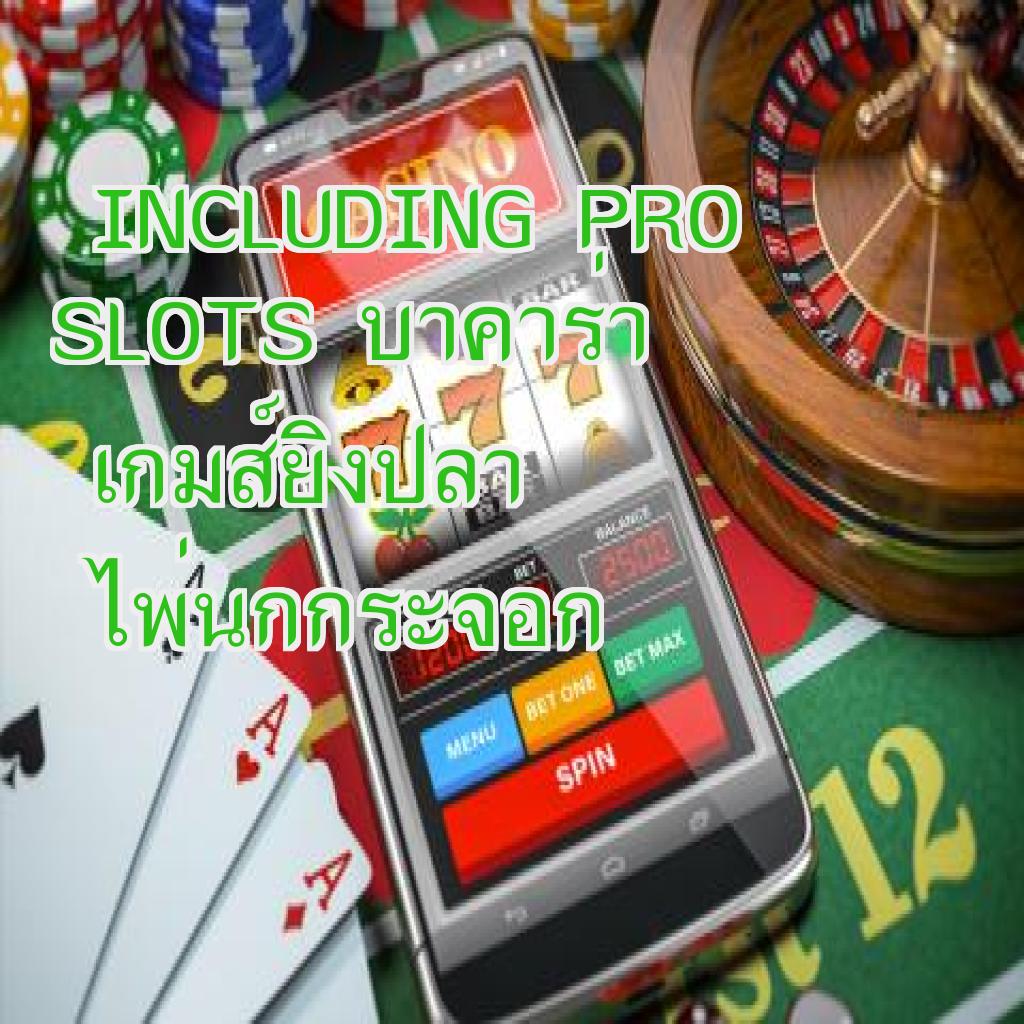 CASINO
INCLUDING PRO
SLOTS บาคาร่า
เกมส์ยิงปลา
ไพ่นกกระจอก
BAR
7 7 7
BAR
BALANCE
2500
BET
1200
MENU
BET ONE
BET MAX
SPIN
A
A
A
st 12